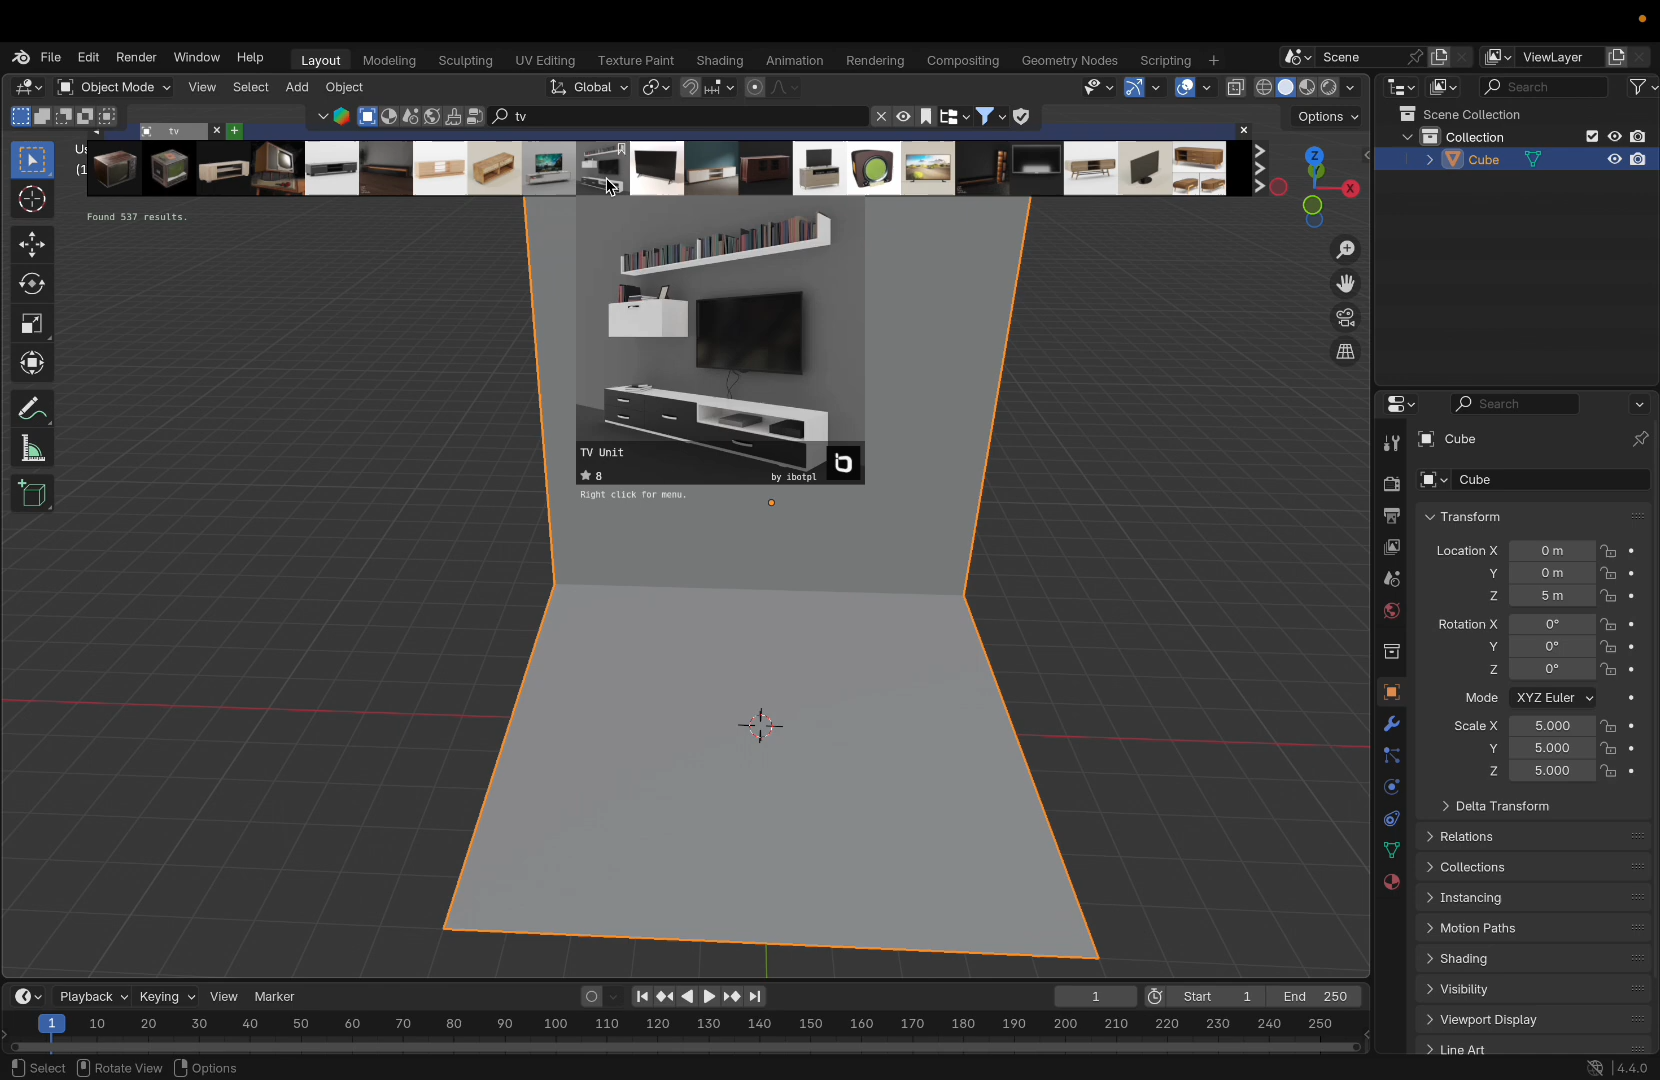 File Edit Render Window Help Layout Modeling Sculpting UV Editing Texture Paint Shading Animation Rendering Compositing Geometry Nodes Scripting + Scene ViewLayer
Object Mode View Select Add Object Global Search
tv Options
Scene Collection
tv
Collection
Cube
Found 537 results.
Z
X
TV Unit
8 by ibotpl
Right click for menu.
Search
Cube
Cube
Transform
Location X 0 m
Y 0 m
Z 5 m
Rotation X 0°
Y 0°
Z 0°
Mode XYZ Euler
Scale X 5.000
Y 5.000
Z 5.000
Delta Transform
Relations
Collections
Instancing
Motion Paths
Shading
Visibility
Viewport Display
Line Art
Playback Keying View Marker 1 Start 1 End 250
1 10 20 30 40 50 60 70 80 90 100 110 120 130 140 150 160 170 180 190 200 210 220 230 240 250
Select Rotate View Options 4.4.0